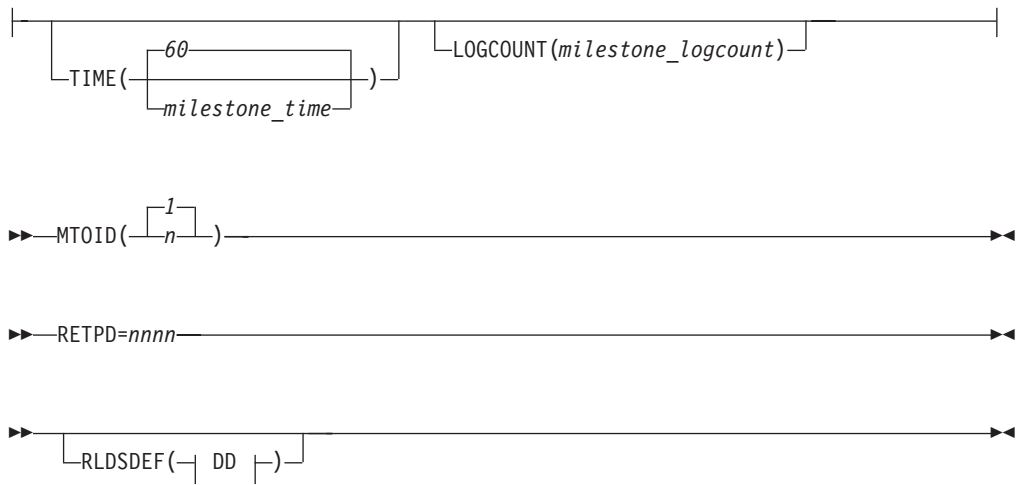 60
LOGCOUNT(milestone_logcount)
TIME( )
milestone_time
1
MTOID( n )
RETPD=nnnn
RLDSDEF( DD )